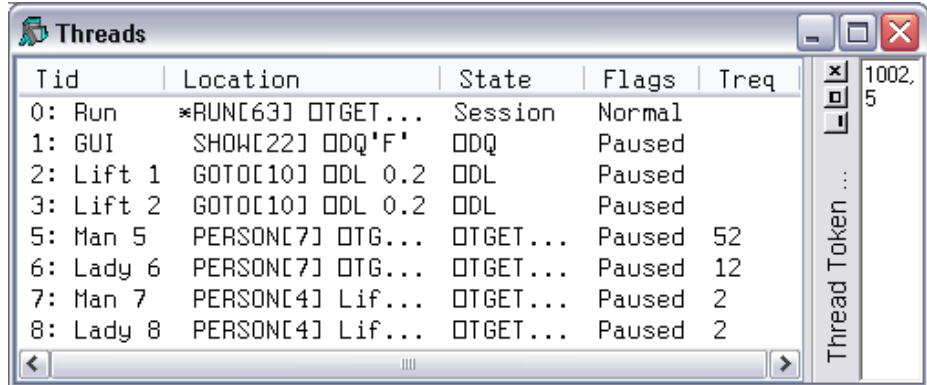 Threads
Tid Location State Flags Treq
0: Run *RUN[63] ⎕TGET... Session Normal
1: GUI SHOW[22] ⎕DQ'F' ⎕DQ Paused
2: Lift 1 GOTO[10] ⎕DL 0.2 ⎕DL Paused
3: Lift 2 GOTO[10] ⎕DL 0.2 ⎕DL Paused
5: Man 5 PERSON[7] ⎕TG... ⎕TGET... Paused 52
6: Lady 6 PERSON[7] ⎕TG... ⎕TGET... Paused 12
7: Man 7 PERSON[4] Lif... ⎕TGET... Paused 2
8: Lady 8 PERSON[4] Lif... ⎕TGET... Paused 2
Thread Token ...
1002,
5